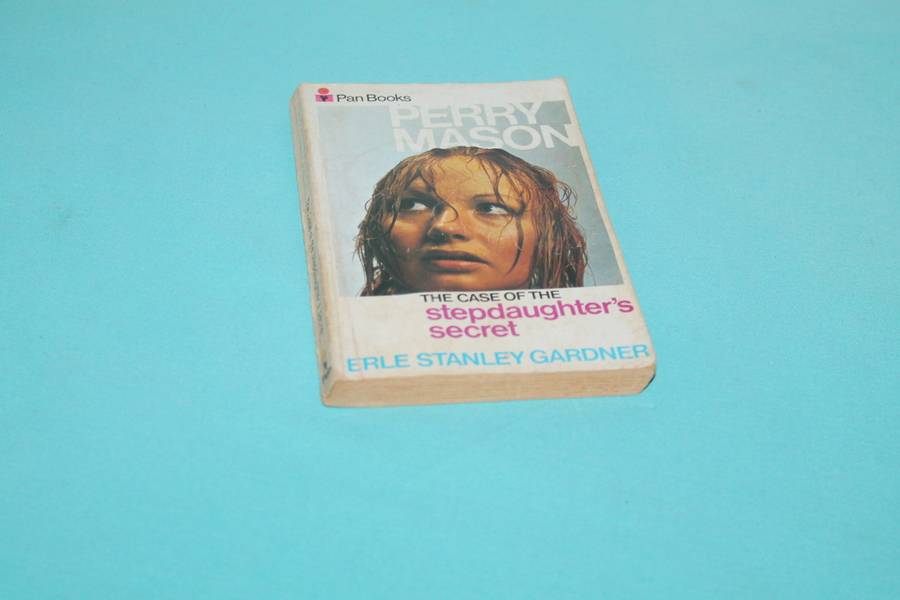 Pan Books
PERRY
MASON
THE CASE OF THE
stepdaughter's
secret
ERLE STANLEY GARDNER